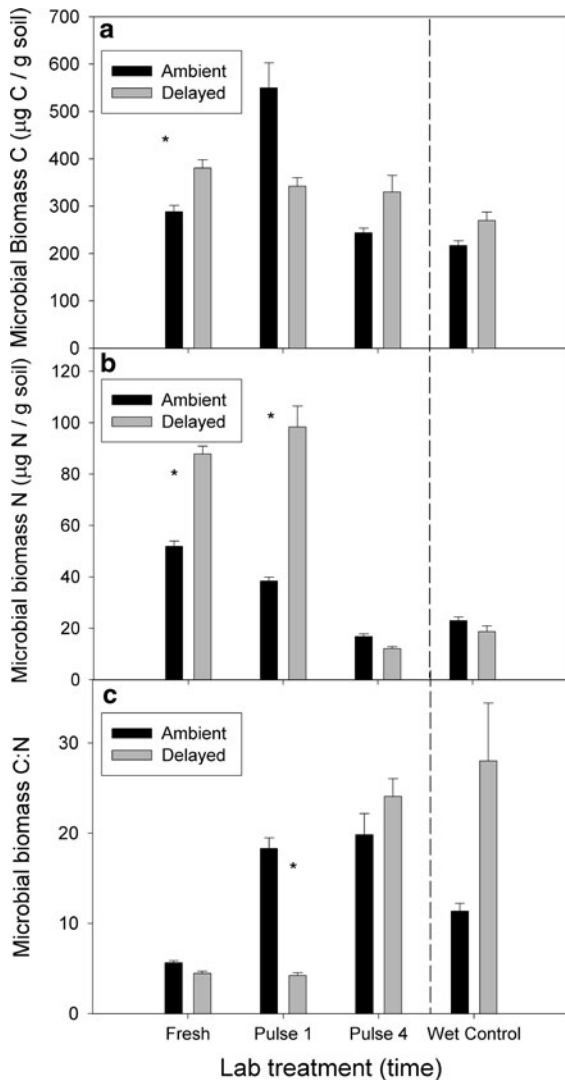 a
Microbial Biomass C (µg C / g soil)
700
600
500
400
300
200
100
0
Ambient
Delayed
*
b
Microbial biomass N (µg N / g soil)
120
100
80
60
40
20
0
Ambient
Delayed
*
*
c
Microbial biomass C:N
30
20
10
0
Ambient
Delayed
*
Fresh Pulse 1 Pulse 4 Wet Control
Lab treatment (time)